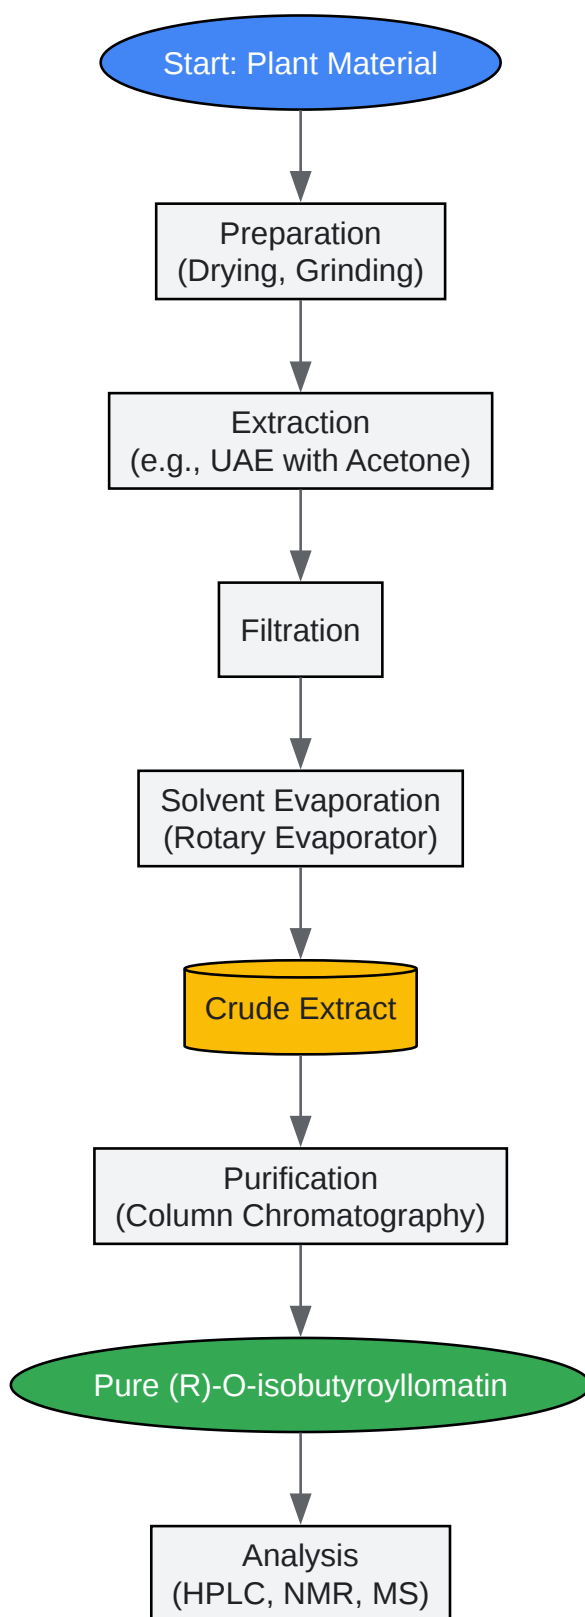 Start: Plant Material
Preparation
(Drying, Grinding)
Extraction
(e.g., UAE with Acetone)
Filtration
Solvent Evaporation
(Rotary Evaporator)
Crude Extract
Purification
(Column Chromatography)
Pure (R)-O-isobutyroyllomatin
Analysis
(HPLC, NMR, MS)